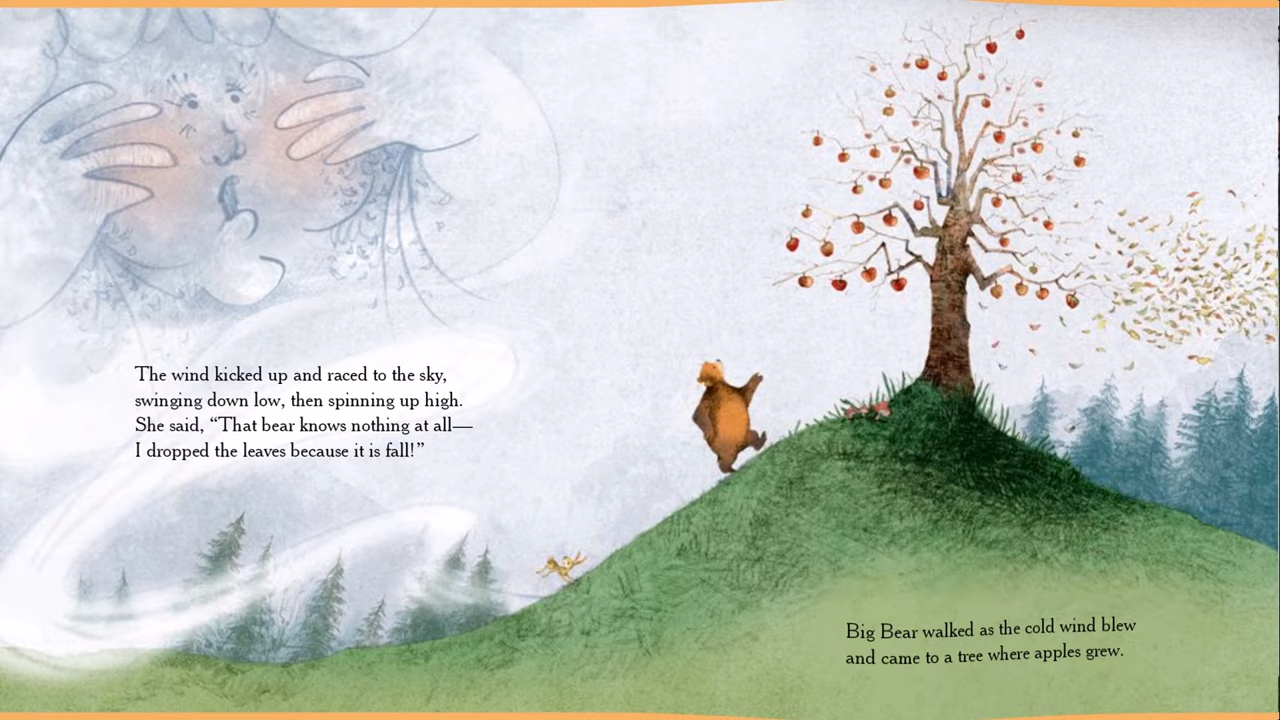 The wind kicked up and raced to the sky,
swinging down low, then spinning up high.
She said, “That bear knows nothing at all—
I dropped the leaves because it is fall!”
Big Bear walked as the cold wind blew
and came to a tree where apples grew.